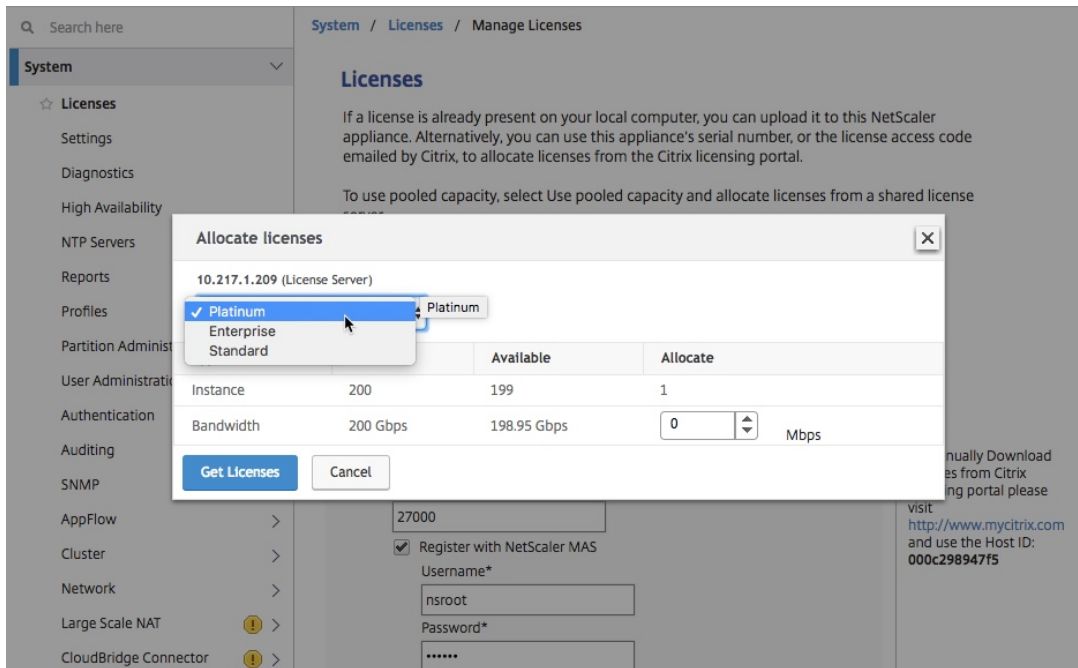 Search here
System / Licenses / Manage Licenses
System
Licenses
Licenses
If a license is already present on your local computer, you can upload it to this NetScaler
Settings
appliance. Alternatively, you can use this appliance's serial number, or the license access code
emailed by Citrix, to allocate licenses from the Citrix licensing portal.
Diagnostics
High Availability
To use pooled capacity, select Use pooled capacity and allocate licenses from a shared license
NTP Servers
Allocate licenses
Reports
10.217.1.209 (License Server)
Profiles
Platinum
Platinum
Enterprise
Standard
Partition Administ
Available
Allocate
User Administratio
Instance
200
199
1
Authentication
Bandwidth
200 Gbps
198.95 Gbps
0
Mbps
Auditing
nually Download
SNMP
Get Licenses
Cancel
es from Citrix
ing portal please
visit
http://www.mycitrix.com
and use the Host ID:
000c298947f5
AppFlow
27000
Cluster
Register with NetScaler MAS
Username*
Network
nsroot
Large Scale NAT
Password*
CloudBridge Connector